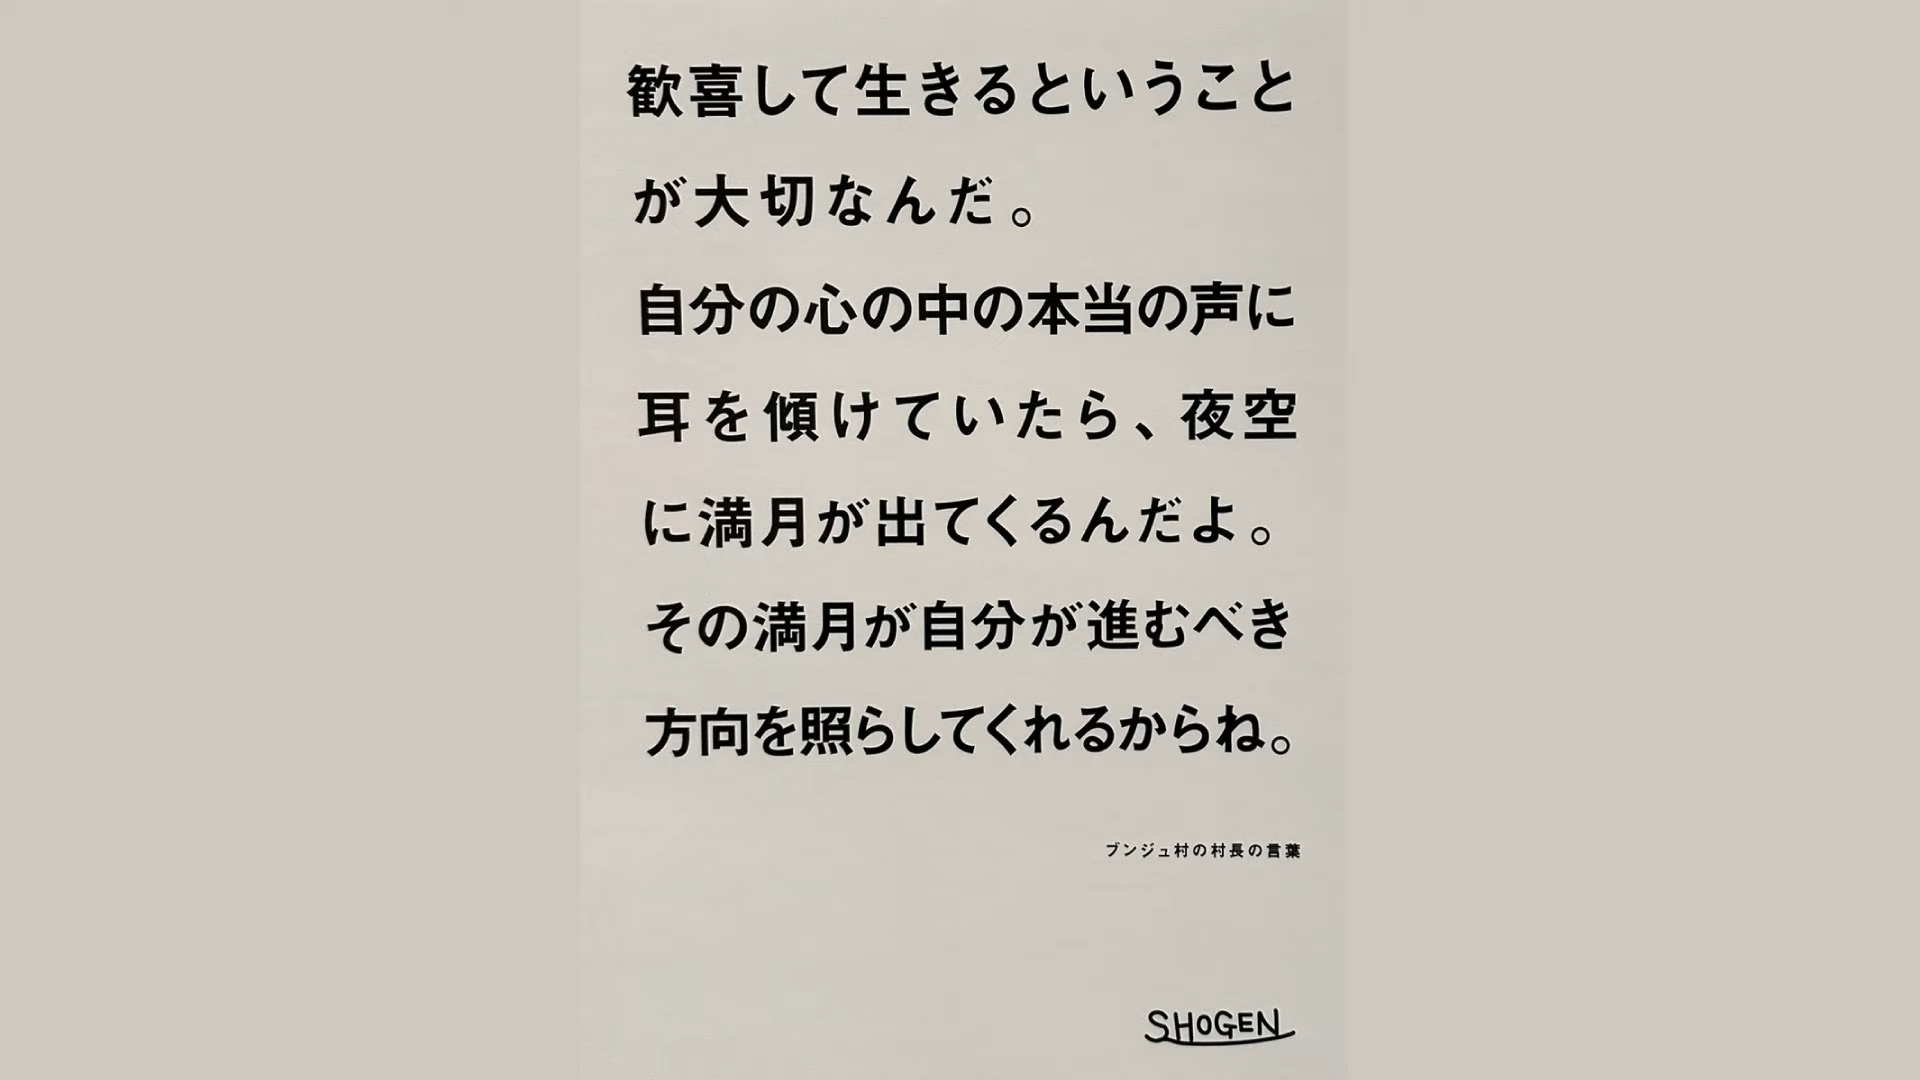 歓喜して生きるということ
が大切なんだ。
自分の心の中の本当の声に
耳を傾けていたら、夜空
に満月が出てくるんだよ。
その満月が自分が進むべき
方向を照らしてくれるからね。
ブンジュ村の村長の言葉
SHOGEN